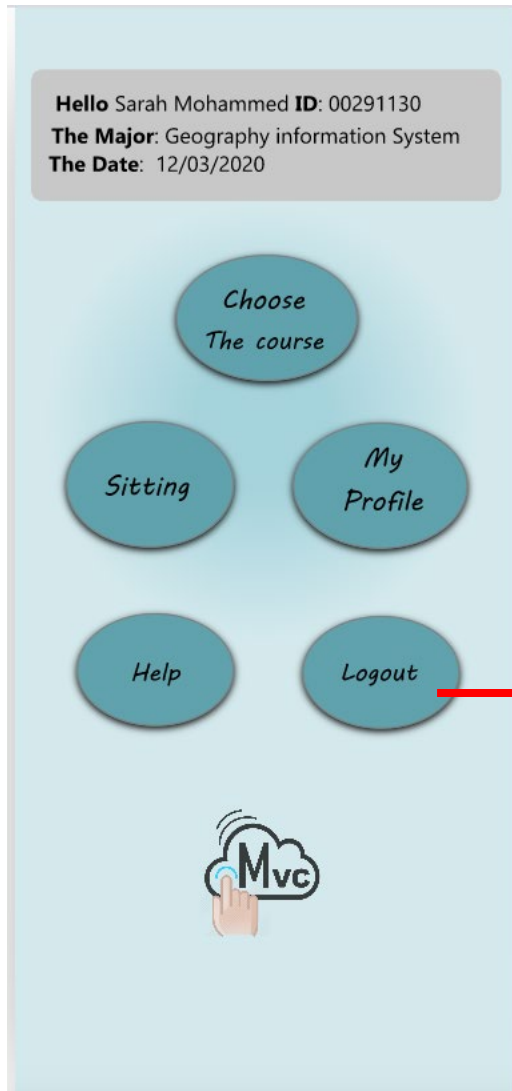 Hello Sarah Mohammed ID: 00291130
The Major: Geography information System
The Date: 12/03/2020
Choose
The course
Sitting
My
Profile
Help
Logout
Mvc